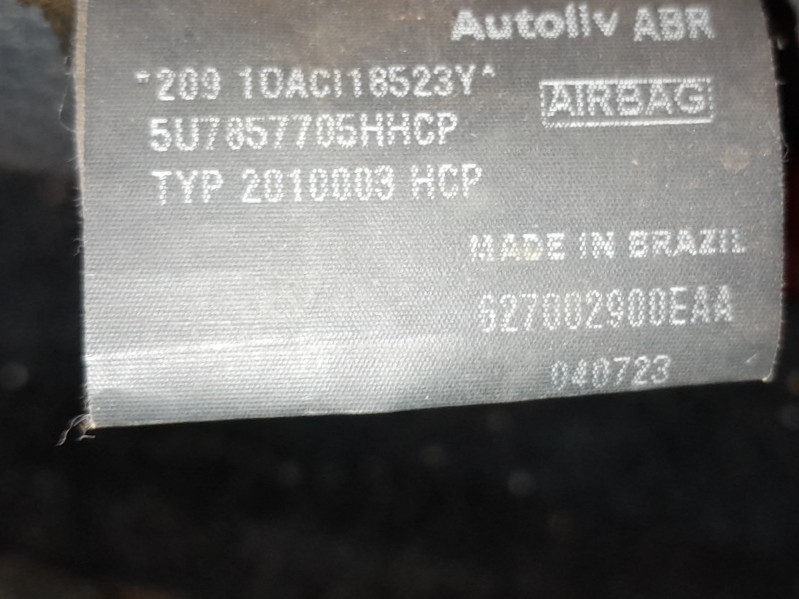 Autoliv ABR
*209 10ACI18523Y*
AIRBAG
5U7857705HHCP
TYP 2010003 HCP
MADE IN BRAZIL
627002900EAA
040723